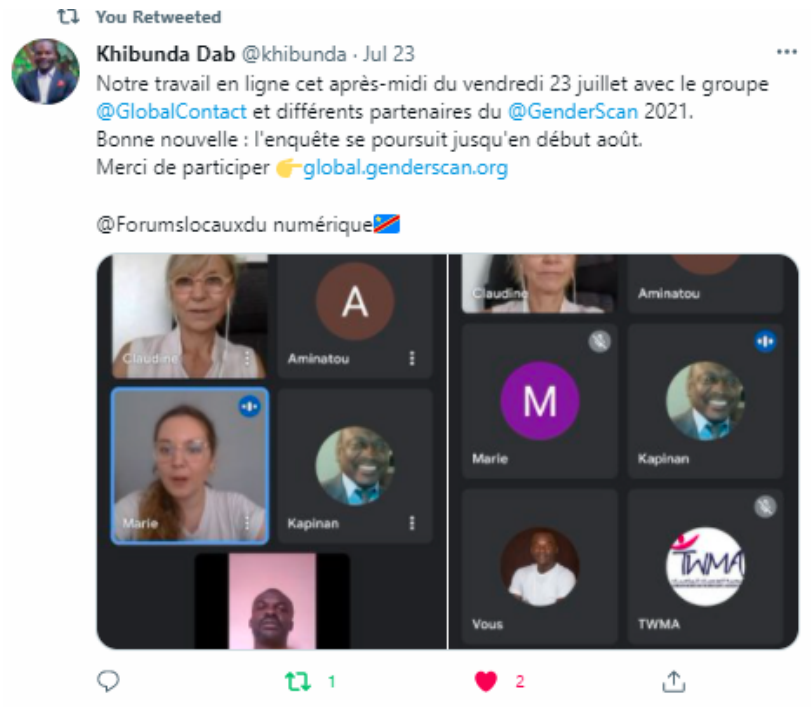 You Retweeted
Khibunda Dab @khibunda · Jul 23
Notre travail en ligne cet après-midi du vendredi 23 juillet avec le groupe
@GlobalContact et différents partenaires du @GenderScan 2021.
Bonne nouvelle : l'enquête se poursuit jusqu'en début août.
Merci de participer 👉global.genderscan.org
@Forumslocauxdu numérique🇨🇩
Claudine
A
Aminatou
Marie
Kapinan
Claudine
Aminatou
M
Marie
Kapinan
Vous
TWMA
TWMA
1
2